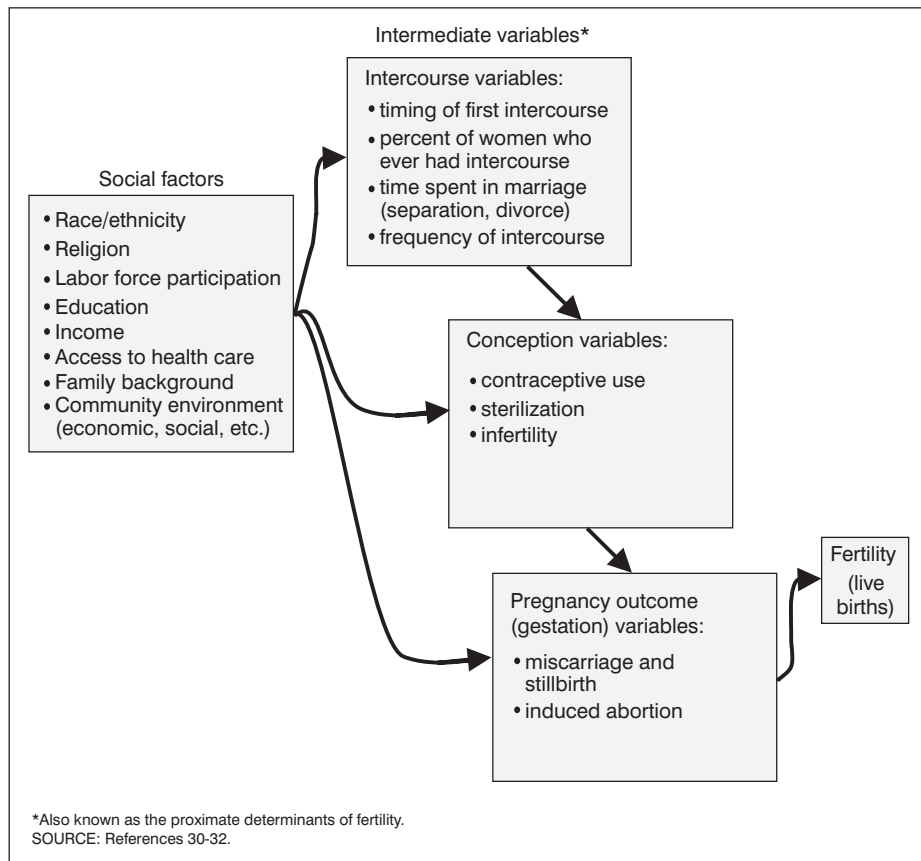 Intermediate variables*
Intercourse variables:
• timing of first intercourse
• percent of women who
ever had intercourse
• time spent in marriage
(separation, divorce)
• frequency of intercourse
Social factors
• Race/ethnicity
• Religion
• Labor force participation
• Education
• Income
• Access to health care
• Family background
• Community environment
(economic, social, etc.)
Conception variables:
• contraceptive use
• sterilization
• infertility
Pregnancy outcome
(gestation) variables:
• miscarriage and
stillbirth
• induced abortion
Fertility
(live
births)
*Also known as the proximate determinants of fertility.
SOURCE: References 30-32.